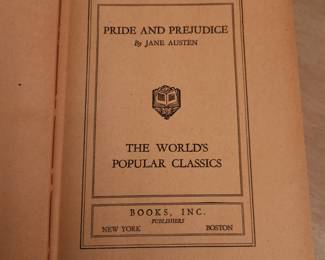 PRIDE AND PREJUDICE
By JANE AUSTEN
THE WORLD'S
POPULAR CLASSICS
BOOKS, INC.
PUBLISHERS
NEW YORK BOSTON